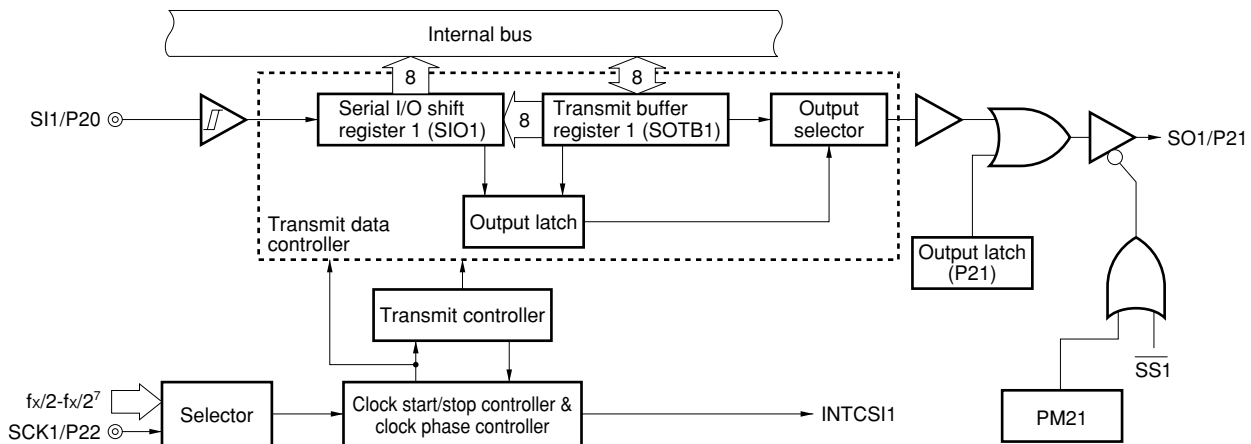 Internal bus
8
8
SI1/P20
Serial I/O shift
register 1 (SIO1)
8
Transmit buffer
register 1 (SOTB1)
Output
selector
SO1/P21
Transmit data
controller
Output latch
Output latch
(P21)
Transmit controller
SS1
fx/2-fx/2⁷
SCK1/P22
Selector
Clock start/stop controller &
clock phase controller
INTCSI1
PM21